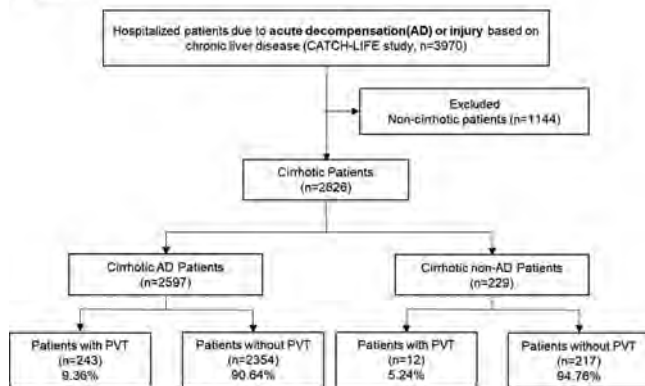 Hospitalized patients due to acute decompensation(AD) or injury based on
chronic liver disease (CATCH-LIFE study, n=3970)
Excluded
Non-cirrhotic patients (n=1144)
Cirrhotic Patients
(n=2826)
Cirrhotic AD Patients
(n=2597)
Cirrhotic non-AD Patients
(n=229)
Patients with PVT
(n=243)
9.36%
Patients without PVT
(n=2354)
90.64%
Patients with PVT
(n=12)
5.24%
Patients without PVT
(n=217)
94.76%